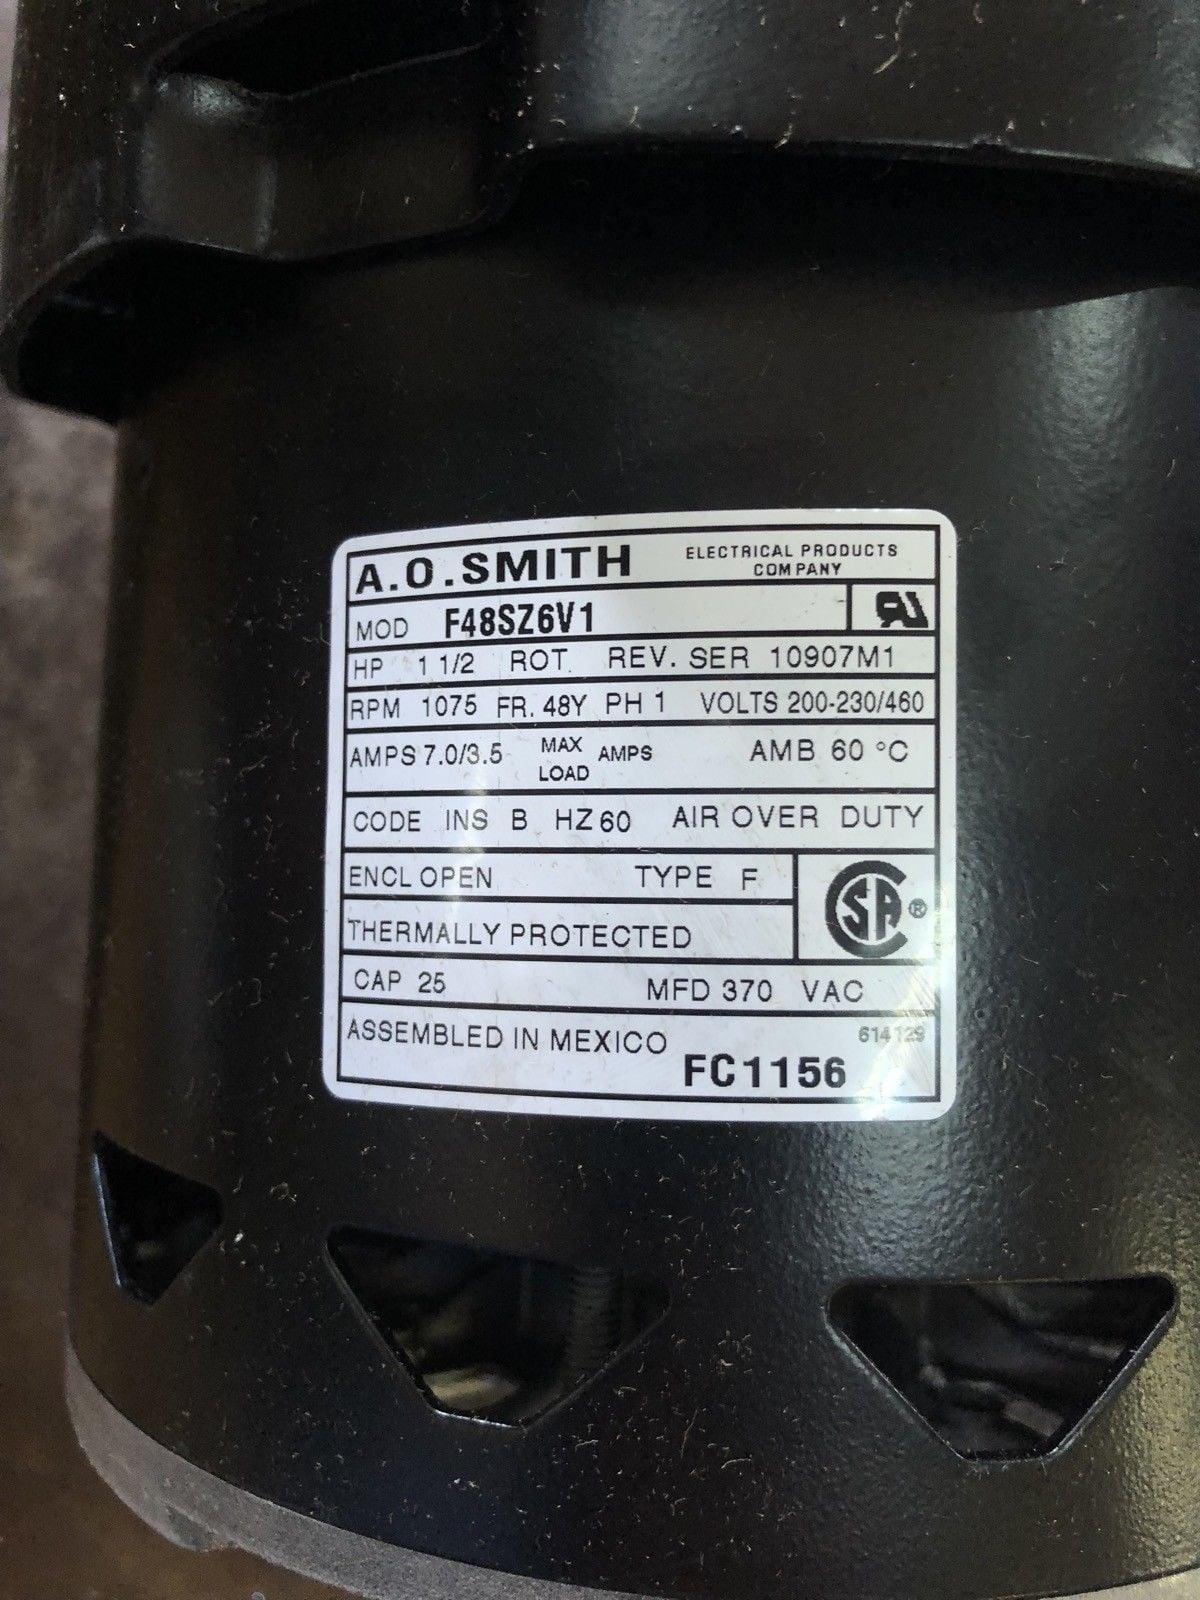 A.O.SMITH ELECTRICAL PRODUCTS
COMPANY
MOD F48SZ6V1
HP 1 1/2 ROT. REV. SER 10907M1
RPM 1075 FR. 48Y PH 1 VOLTS 200-230/460
AMPS 7.0/3.5 MAX LOAD AMPS AMB 60 °C
CODE INS B HZ 60 AIR OVER DUTY
ENCL OPEN TYPE F
SA ®
THERMALLY PROTECTED
CAP 25 MFD 370 VAC
ASSEMBLED IN MEXICO 614129
FC1156